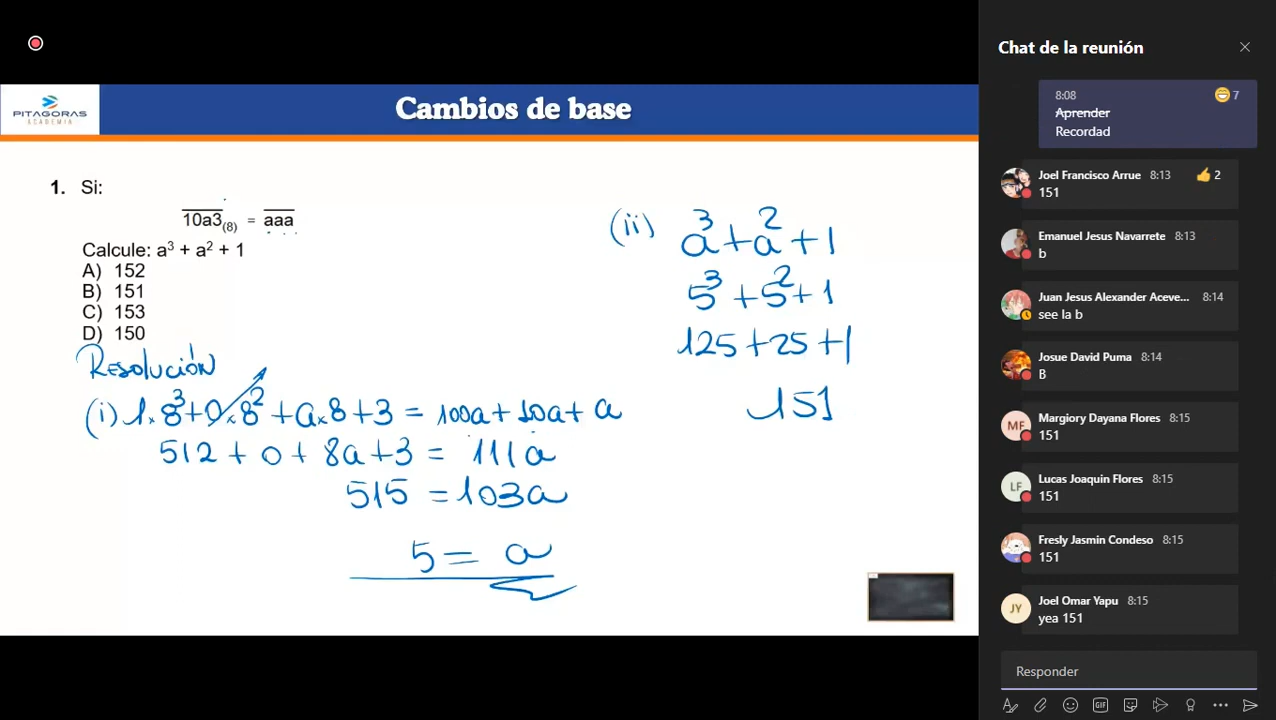 PITAGORAS
ACADEMIA
Cambios de base
1. Si:
10a3(8) = aaa
Calcule: a³ + a² + 1
A) 152
B) 151
C) 153
D) 150
Resolución
(i) 1×8³+0×8²+a×8+3 = 100a+10a+a
512 + 0 + 8a+3 = 111a
515 = 103a
5 = a
(ii) a³+a²+1
5³+5²+1
125+25+1
151
Chat de la reunión
8:08 7
Aprender
Recordad
Joel Francisco Arrue 8:13 2
151
Emanuel Jesus Navarrete 8:13
b
Juan Jesus Alexander Aceve... 8:14
see la b
Josue David Puma 8:14
B
MF Margiory Dayana Flores 8:15
151
LF Lucas Joaquin Flores 8:15
151
Fresly Jasmin Condeso 8:15
151
JY Joel Omar Yapu 8:15
yea 151
Responder
GIF